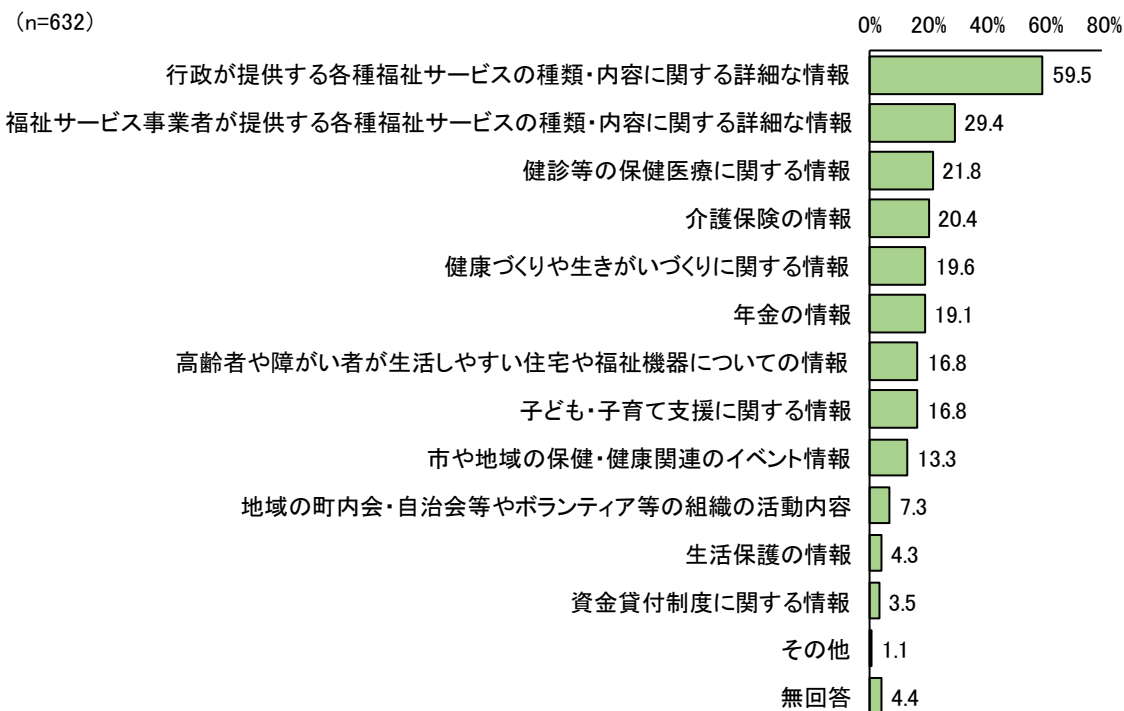 (n=632)
0% 20% 40% 60% 80%
行政が提供する各種福祉サービスの種類・内容に関する詳細な情報 59.5
福祉サービス事業者が提供する各種福祉サービスの種類・内容に関する詳細な情報 29.4
健診等の保健医療に関する情報 21.8
介護保険の情報 20.4
健康づくりや生きがいづくりに関する情報 19.6
年金の情報 19.1
高齢者や障がい者が生活しやすい住宅や福祉機器についての情報 16.8
子ども・子育て支援に関する情報 16.8
市や地域の保健・健康関連のイベント情報 13.3
地域の町内会・自治会等やボランティア等の組織の活動内容 7.3
生活保護の情報 4.3
資金貸付制度に関する情報 3.5
その他 1.1
無回答 4.4